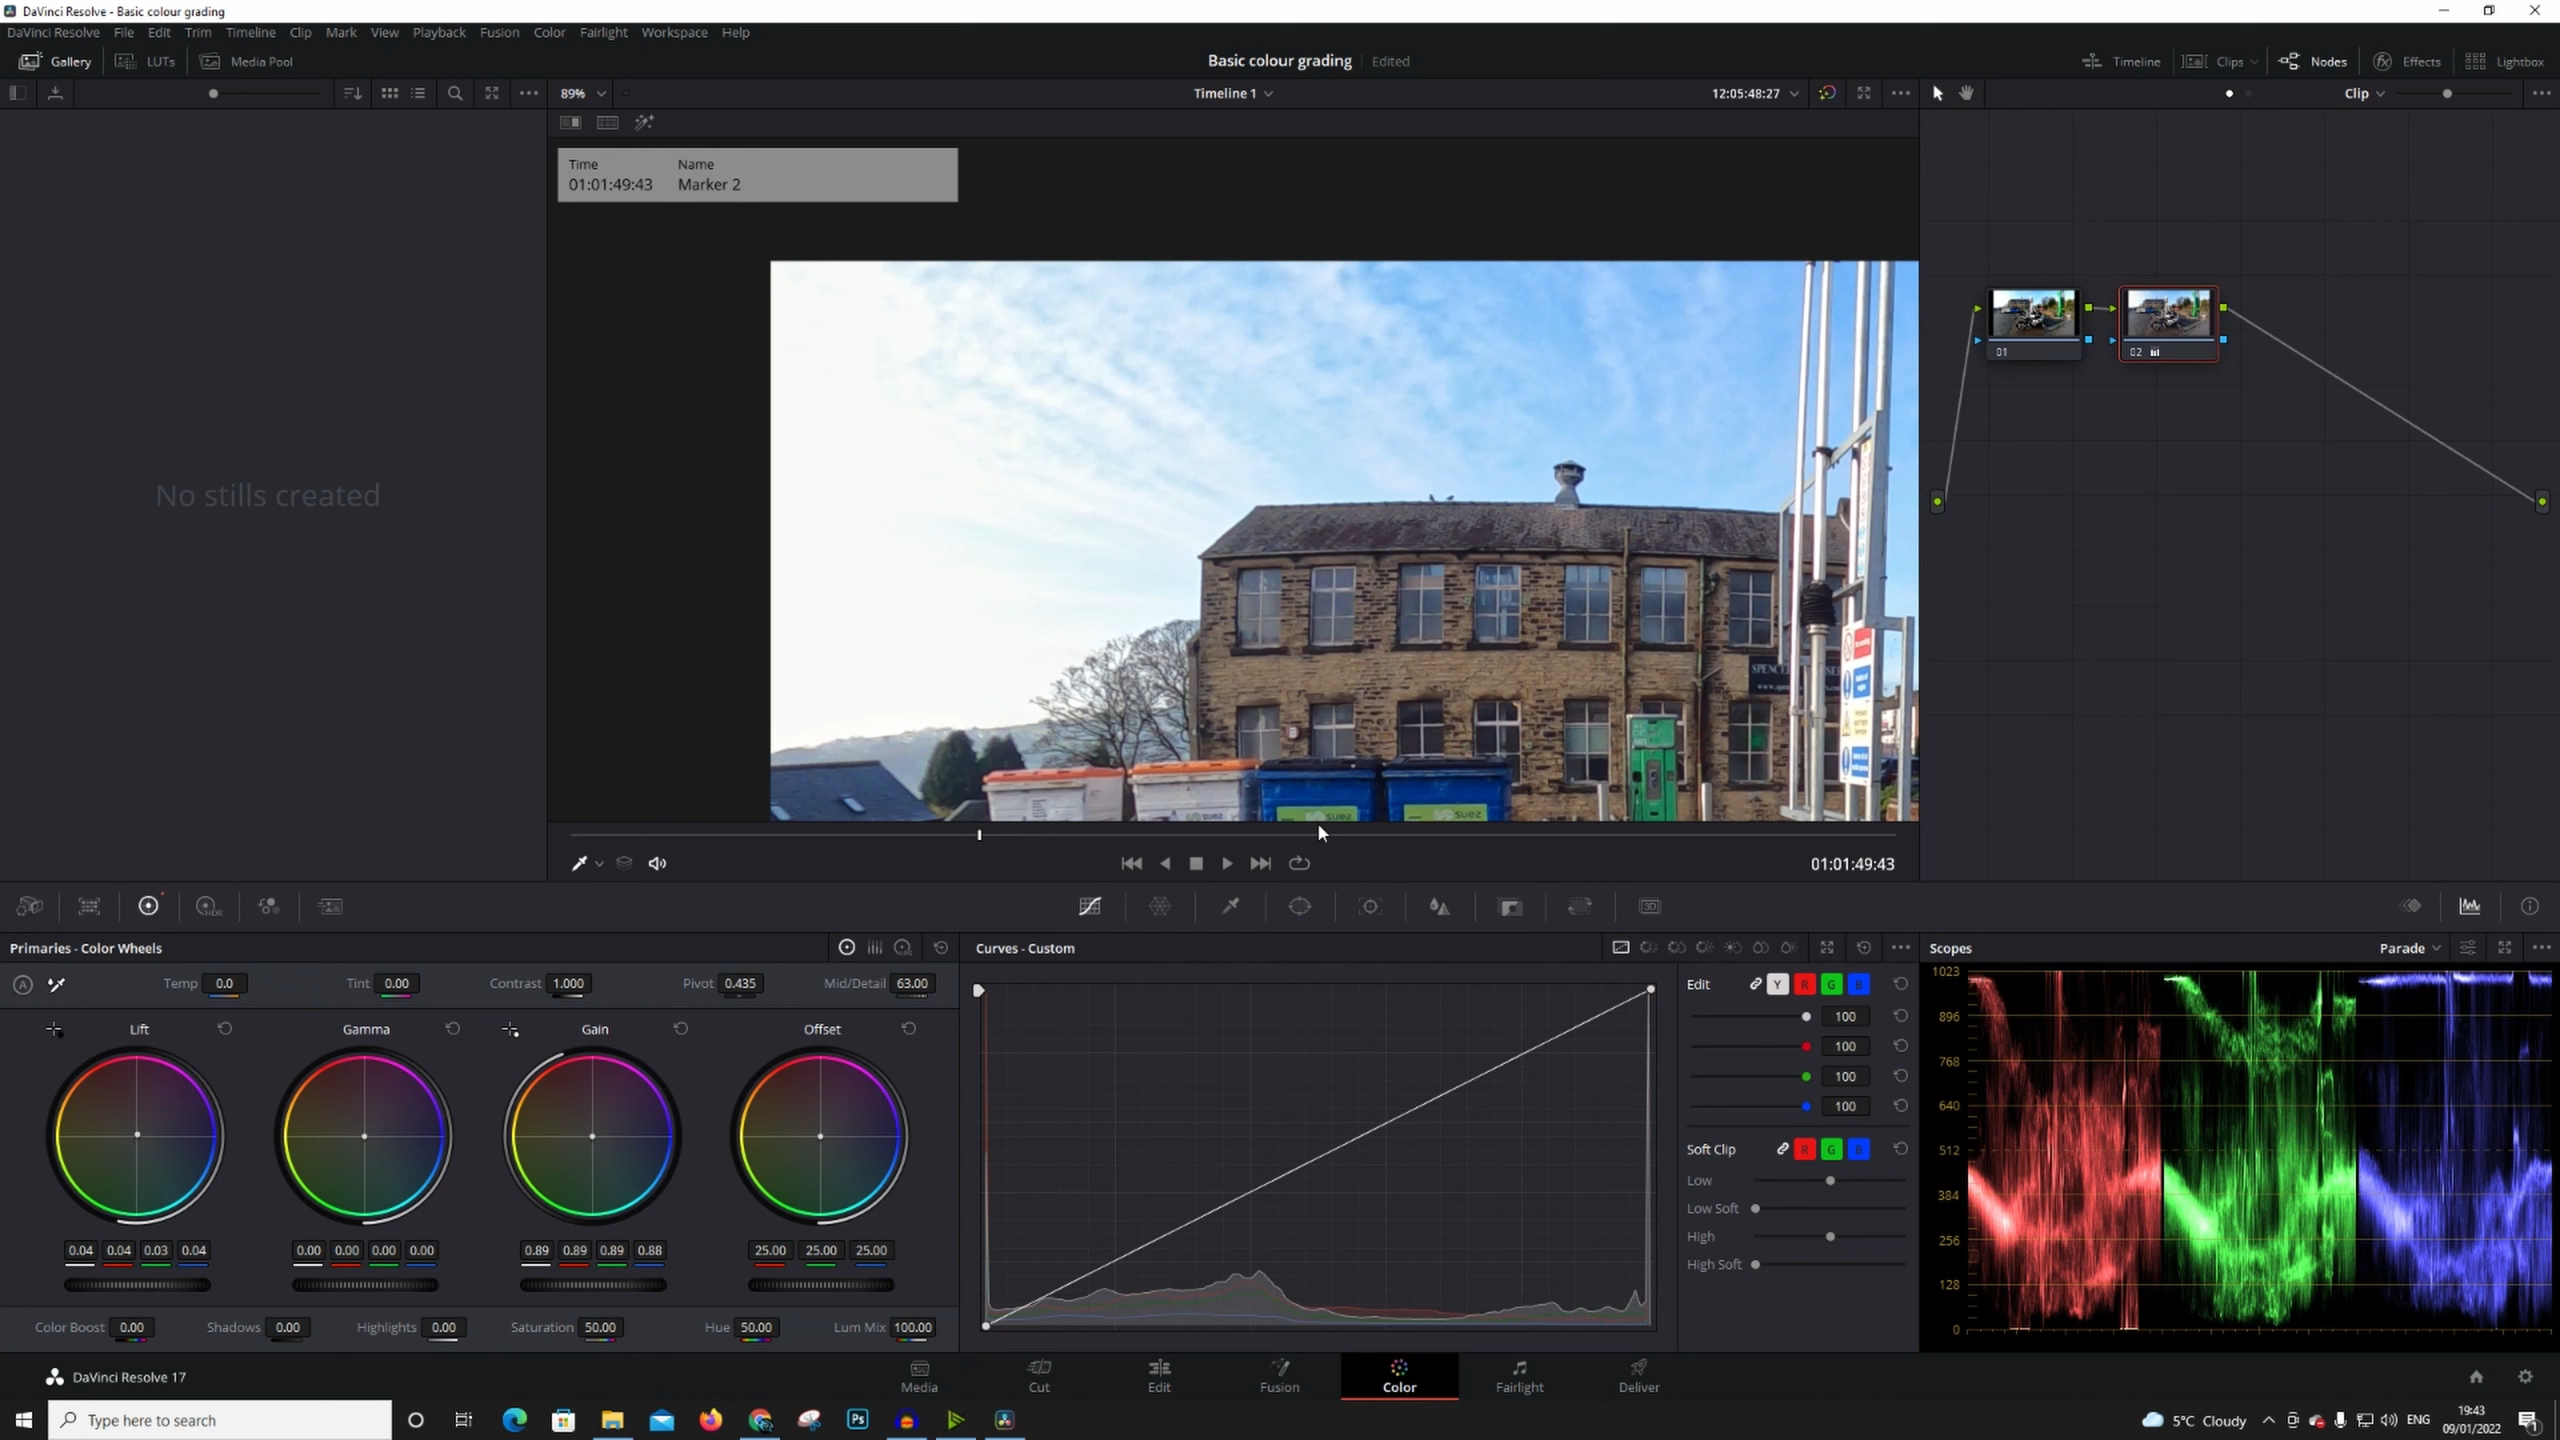 DaVinci Resolve - Basic colour grading
DaVinci Resolve File Edit Trim Timeline Clip Mark View Playback Fusion Color Fairlight Workspace Help
Gallery LUTs Media Pool
Basic colour grading Edited
Timeline Clips Nodes Effects Lightbox
89%
Timeline 1
12:05:48:27
Clip
Time Name
01:01:49:43 Marker 2
No stills created
01
02
suez
suez
suez
01:01:49:43
HDR
3D
Primaries - Color Wheels
A
Temp 0.0 Tint 0.00 Contrast 1.000 Pivot 0.435 Mid/Detail 63.00
Lift Gamma Gain Offset
0.04 0.04 0.03 0.04
0.00 0.00 0.00 0.00
0.89 0.89 0.89 0.88
25.00 25.00 25.00
Color Boost 0.00 Shadows 0.00 Highlights 0.00 Saturation 50.00 Hue 50.00 Lum Mix 100.00
Curves - Custom
Edit Y R G B
100
100
100
100
Soft Clip R G B
Low
Low Soft
High
High Soft
Scopes Parade
1023
896
768
640
512
384
256
128
0
DaVinci Resolve 17
Media Cut Edit Fusion Color Fairlight Deliver
Type here to search
Ps
5°C Cloudy
ENG
19:43
09/01/2022
1